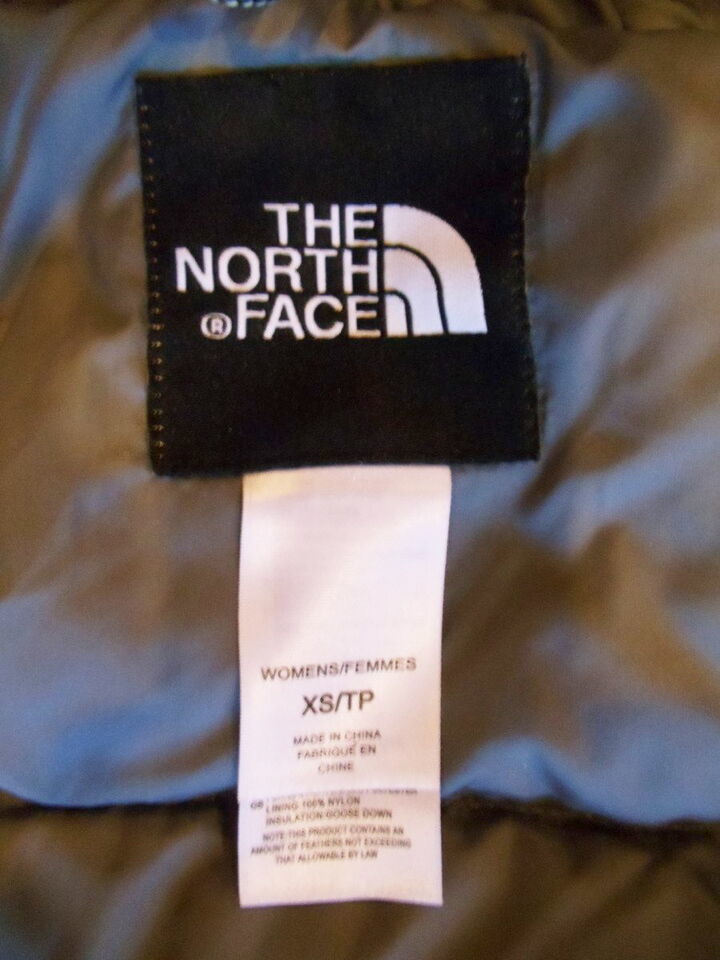 THE
NORTH
®FACE
WOMENS/FEMMES
XS/TP
MADE IN CHINA
FABRIQUÉ EN
CHINE
GB
LINING 100% NYLON
INSULATION GOOSE DOWN
NOTE:THIS PRODUCT CONTAINS AN
AMOUNT OF FEATHERS NOT EXCEEDING
THAT ALLOWABLE BY LAW